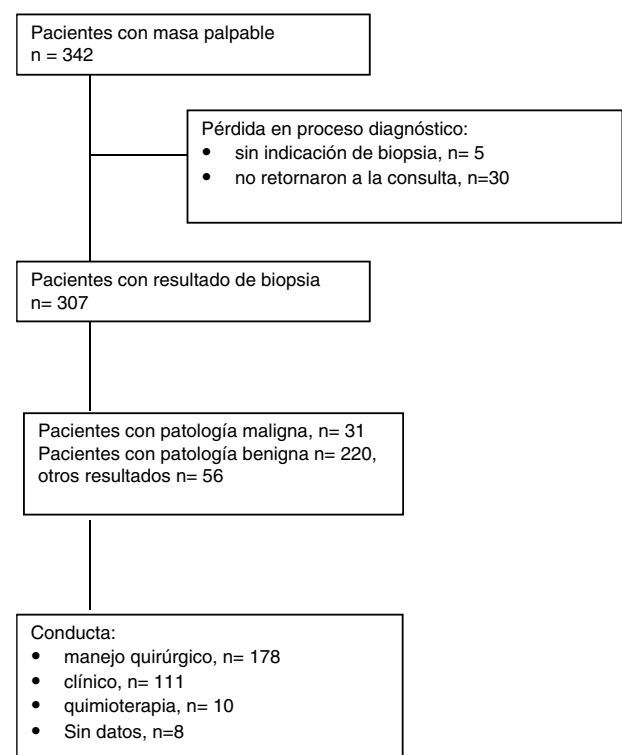 Pacientes con masa palpable
n = 342
Pérdida en proceso diagnóstico:
• sin indicación de biopsia, n= 5
• no retornaron a la consulta, n=30
Pacientes con resultado de biopsia
n= 307
Pacientes con patología maligna, n= 31
Pacientes con patología benigna n= 220,
otros resultados n= 56
Conducta:
• manejo quirúrgico, n= 178
• clínico, n= 111
• quimioterapia, n= 10
• Sin datos, n=8